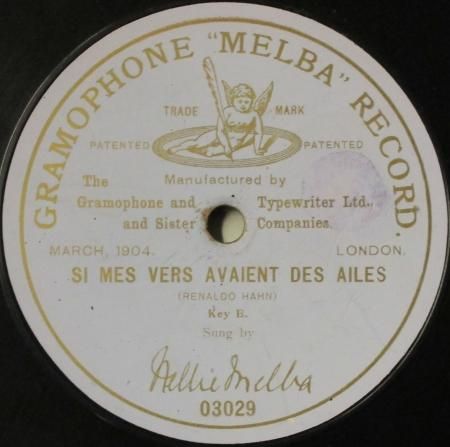 GRAMOPHONE "MELBA" RECORD.
TRADE MARK
PATENTED PATENTED
Manufactured by
The Gramophone and Typewriter Ltd.,
and Sister Companies.
MARCH, 1904. LONDON.
SI MES VERS AVAIENT DES AILES
(RENALDO HAHN)
Key E.
Sung by
Nellie Melba
03029